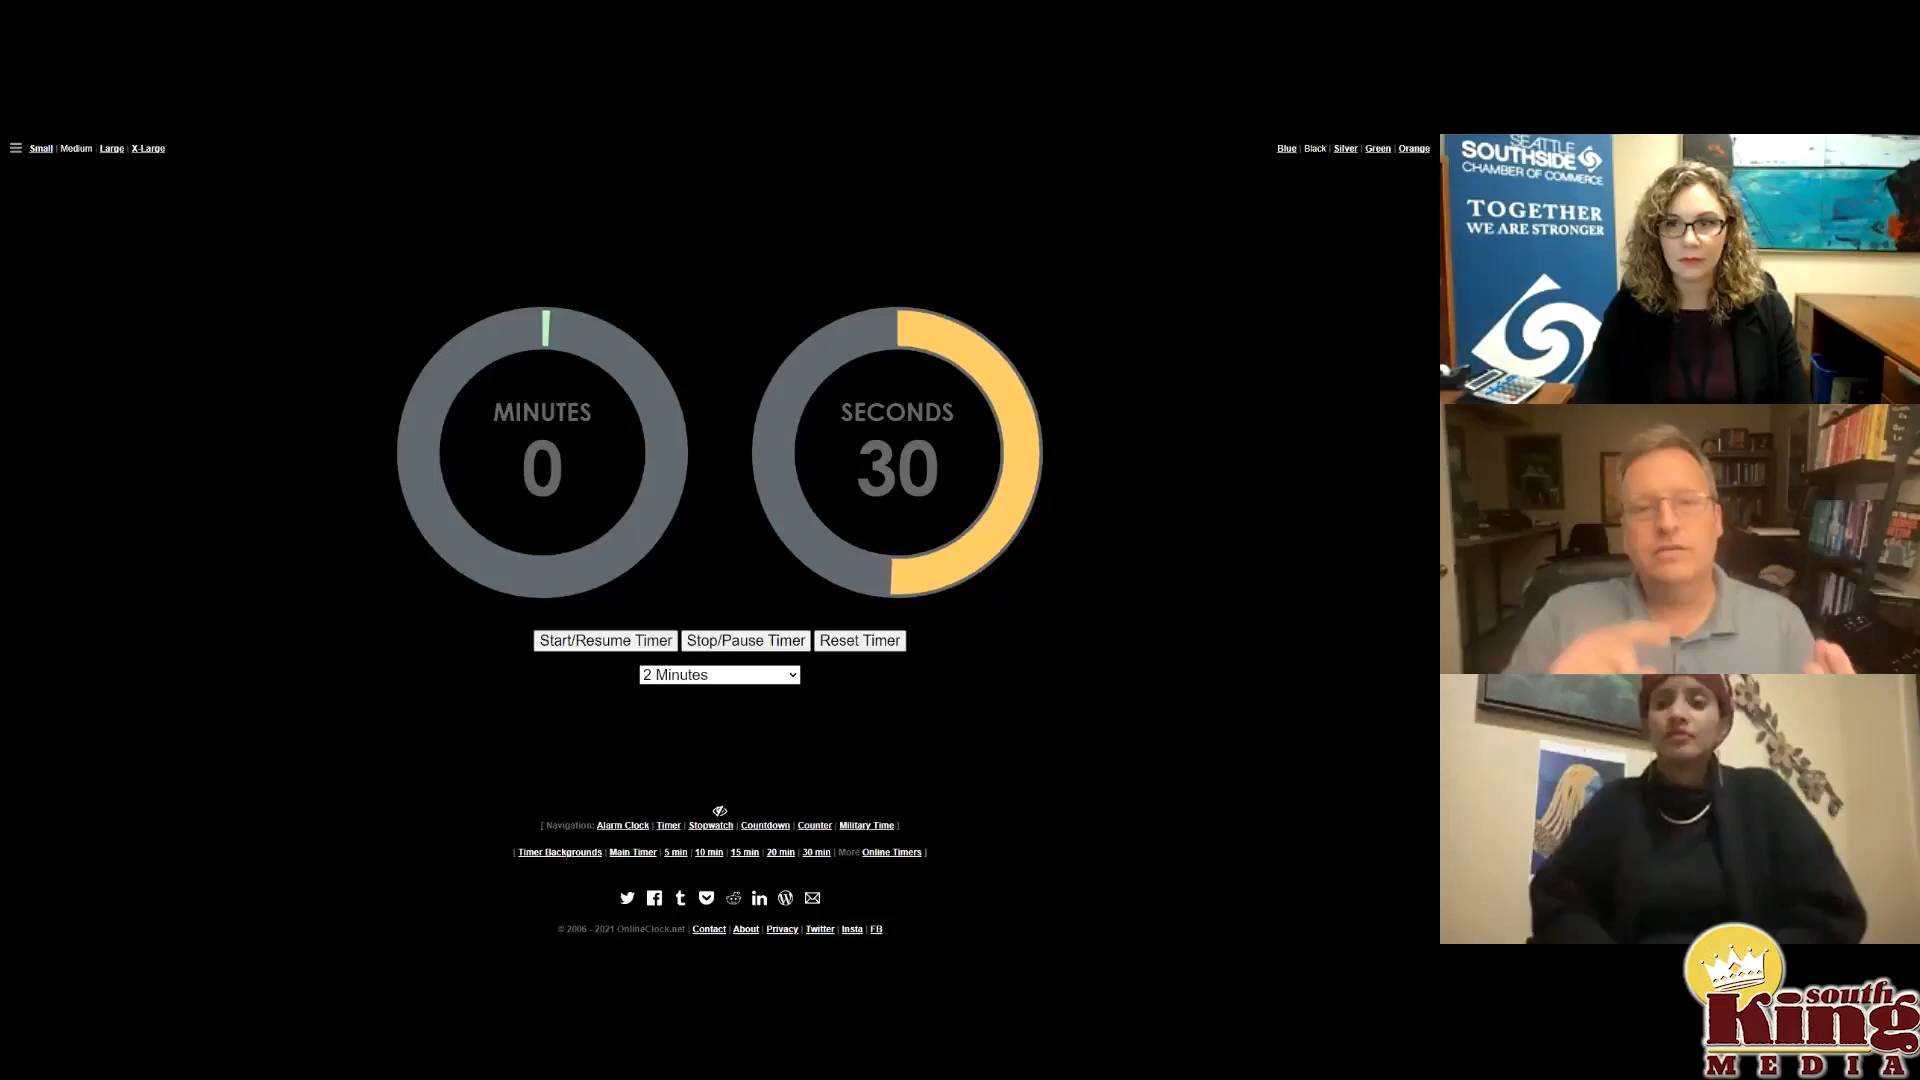 Small | Medium | Large | X-Large
Blue | Black | Silver | Green | Orange
SEATTLE
SOUTHSIDE
CHAMBER OF COMMERCE
TOGETHER
WE ARE STRONGER
MINUTES
0
SECONDS
30
Start/Resume Timer
Stop/Pause Timer
Reset Timer
2 Minutes
[ Navigation: Alarm Clock | Timer | Stopwatch | Countdown | Counter | Military Time ]
[ Timer Backgrounds | Main Timer | 5 min | 10 min | 15 min | 20 min | 30 min | More Online Timers ]
© 2006 - 2021 OnlineClock.net | Contact | About | Privacy | Twitter | Insta | FB
south
King
MEDIA